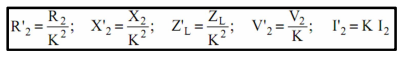 R'₂ = R₂/K² ; X'₂ = X₂/K² ; Z'L = ZL/K² ; V'₂ = V₂/K ; I'₂ = K I₂